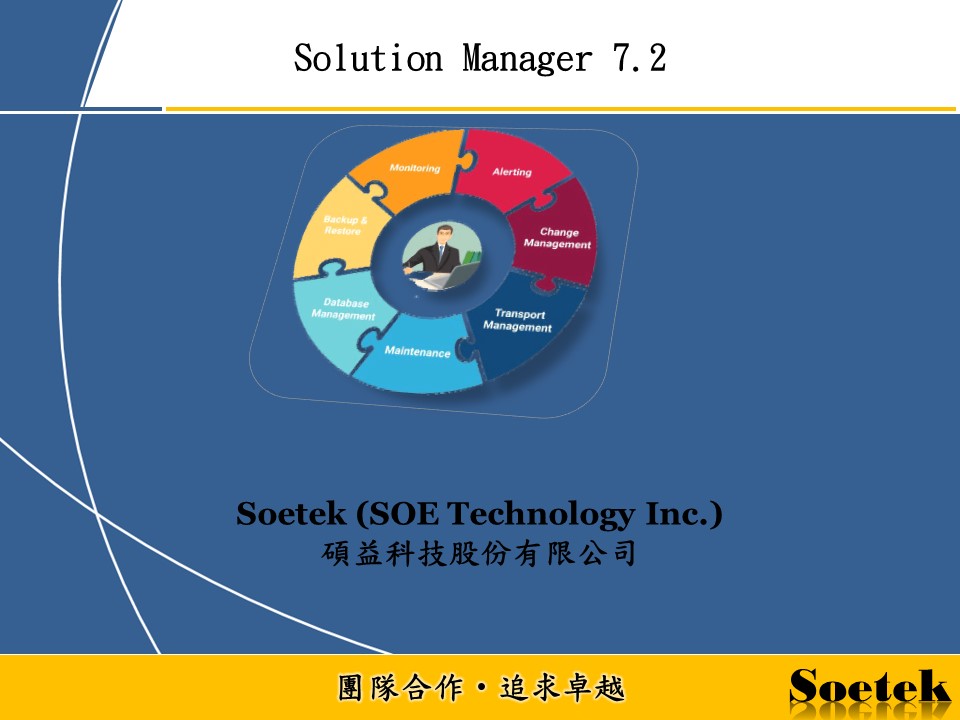 Solution Manager 7.2
Monitoring
Alerting
Backup &
Restore
Change
Management
Database
Management
Transport
Management
Maintenance
Soetek (SOE Technology Inc.)
碩益科技股份有限公司
團隊合作‧追求卓越
Soetek